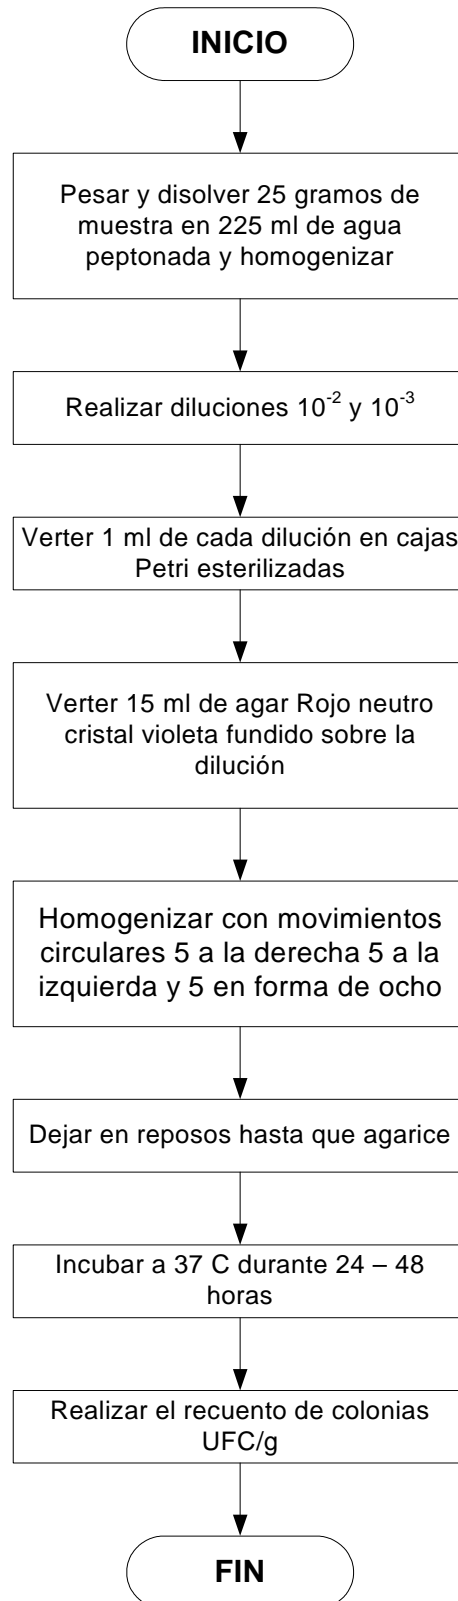 INICIO
Pesar y disolver 25 gramos de
muestra en 225 ml de agua
peptonada y homogenizar
Realizar diluciones 10⁻² y 10⁻³
Verter 1 ml de cada dilución en cajas
Petri esterilizadas
Verter 15 ml de agar Rojo neutro
cristal violeta fundido sobre la
dilución
Homogenizar con movimientos
circulares 5 a la derecha 5 a la
izquierda y 5 en forma de ocho
Dejar en reposos hasta que agarice
Incubar a 37 C durante 24 – 48
horas
Realizar el recuento de colonias
UFC/g
FIN